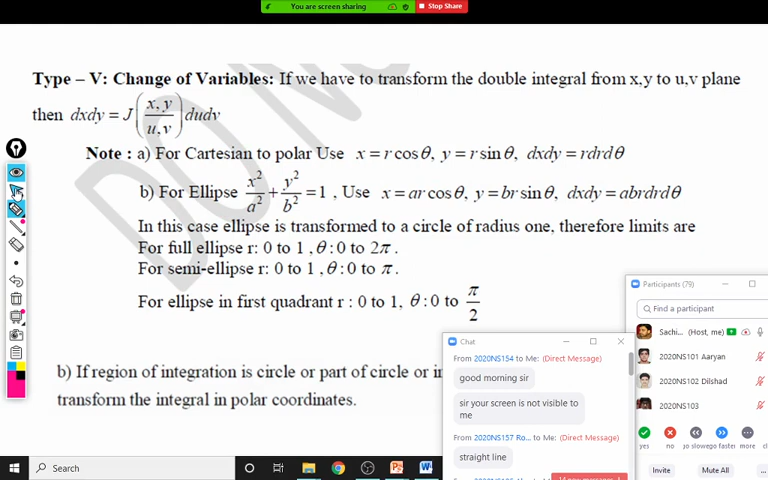 You are screen sharing Stop Share
Type – V: Change of Variables: If we have to transform the double integral from x,y to u,v plane
then dxdy = J(x,y / u,v) dudv
Note : a) For Cartesian to polar Use x = r cosθ, y = r sinθ, dxdy = rdrdθ
b) For Ellipse x²/a² + y²/b² = 1, Use x = ar cosθ, y = br sinθ, dxdy = abrdrdθ
In this case ellipse is transformed to a circle of radius one, therefore limits are
For full ellipse r: 0 to 1 , θ : 0 to 2π .
For semi-ellipse r: 0 to 1 , θ : 0 to π .
For ellipse in first quadrant r : 0 to 1, θ : 0 to π/2
b) If region of integration is circle or part of circle or in
transform the integral in polar coordinates.
Participants (79)
Find a participant
Sachi... (Host, me)
2020NS101 Aaryan
2020NS102 Dilshad
2020NS103
yes no go slower go faster more
Invite Mute All ...
Chat
From 2020NS154 to Me: (Direct Message)
good morning sir
sir your screen is not visible to
me
From 2020NS157 Ro... to Me: (Direct Message)
straight line
Search